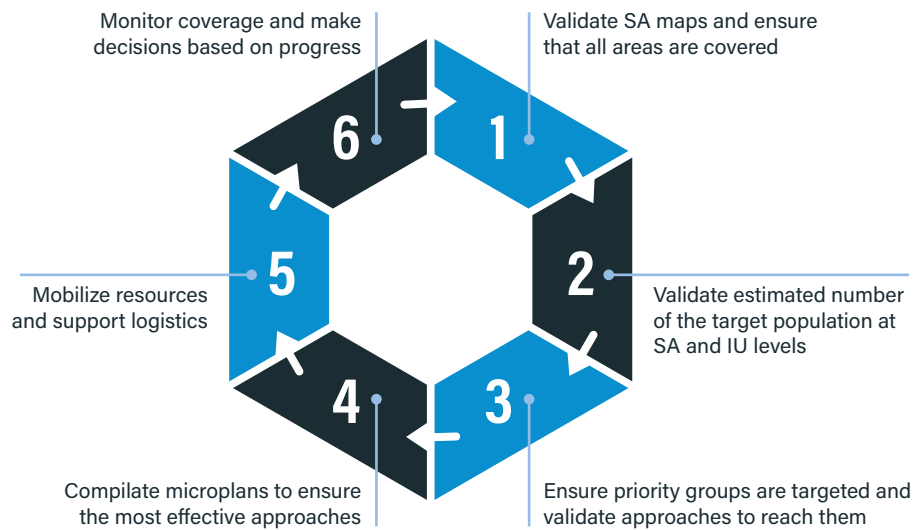 Monitor coverage and make
decisions based on progress
Validate SA maps and ensure
that all areas are covered
6
1
5
2
Mobilize resources
and support logistics
Validate estimated number
of the target population at
SA and IU levels
4
3
Compilate microplans to ensure
the most effective approaches
Ensure priority groups are targeted and
validate approaches to reach them